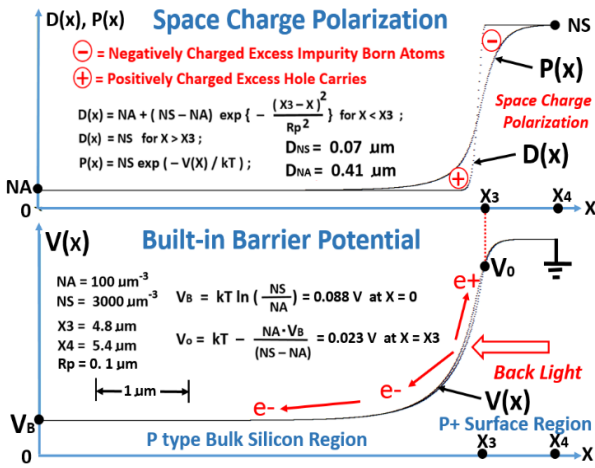 D(x), P(x)
Space Charge Polarization
NS
− = Negatively Charged Excess Impurity Born Atoms
+ = Positively Charged Excess Hole Carries
−
P(x)
D(x) = NA + ( NS – NA) exp { – (X3 – X )² / Rp² } for X < X3 ;
Space Charge
Polarization
D(x) = NS for X > X3 ;
P(x) = NS exp ( – V(X) / kT ) ;
DNS = 0.07 μm
DNA = 0.41 μm
D(x)
+
NA
0
X3
X4
X
V(x)
Built-in Barrier Potential
V0
NA = 100 μm-3
NS = 3000 μm-3
X3 = 4.8 μm
X4 = 5.4 μm
Rp = 0. 1 μm
VB = kT ln ( NS / NA ) = 0.088 V at X = 0
Vo = kT – NA· VB / (NS – NA) = 0.023 V at X = X3
e+
1 μm
Back Light
e-
e-
V(x)
VB
P type Bulk Silicon Region
P+ Surface Region
0
X3
X4
X